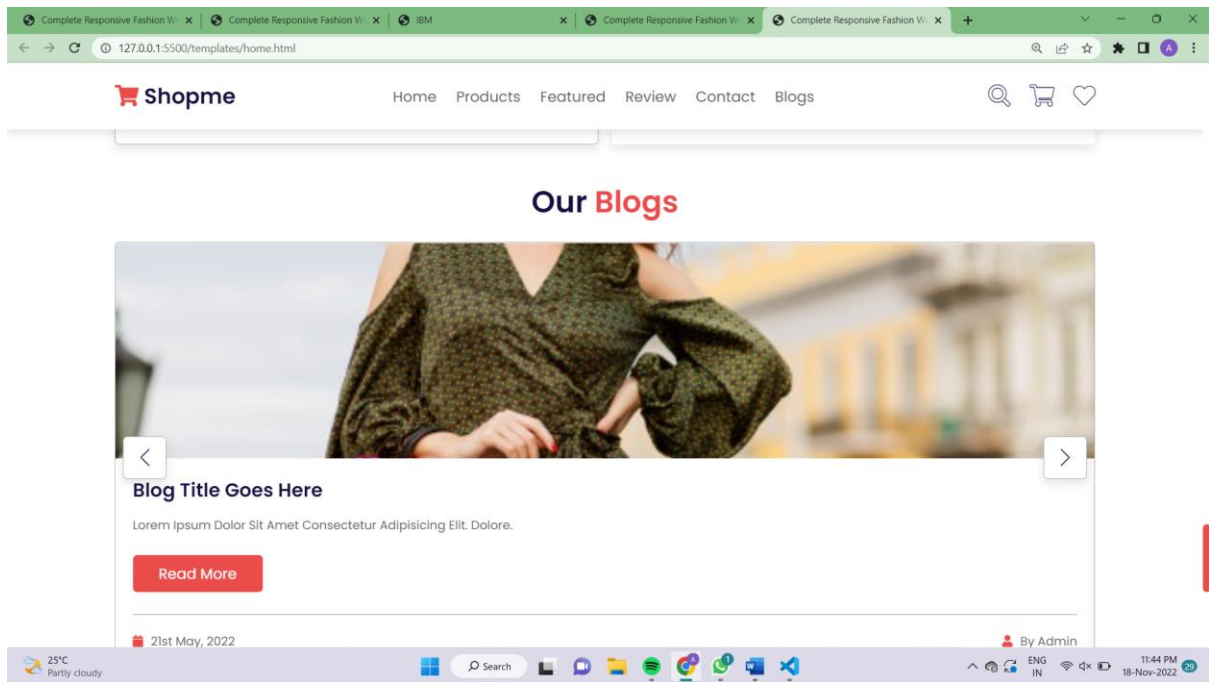 Complete Responsive Fashion W
Complete Responsive Fashion W
IBM
Complete Responsive Fashion W
Complete Responsive Fashion W
127.0.0.1:5500/templates/home.html
A
Shopme
Home Products Featured Review Contact Blogs
Our Blogs
Blog Title Goes Here
Lorem Ipsum Dolor Sit Amet Consectetur Adipisicing Elit. Dolore.
Read More
21st May, 2022
By Admin
25°C
Partly cloudy
Search
ENG
IN
11:44 PM
18-Nov-2022
29